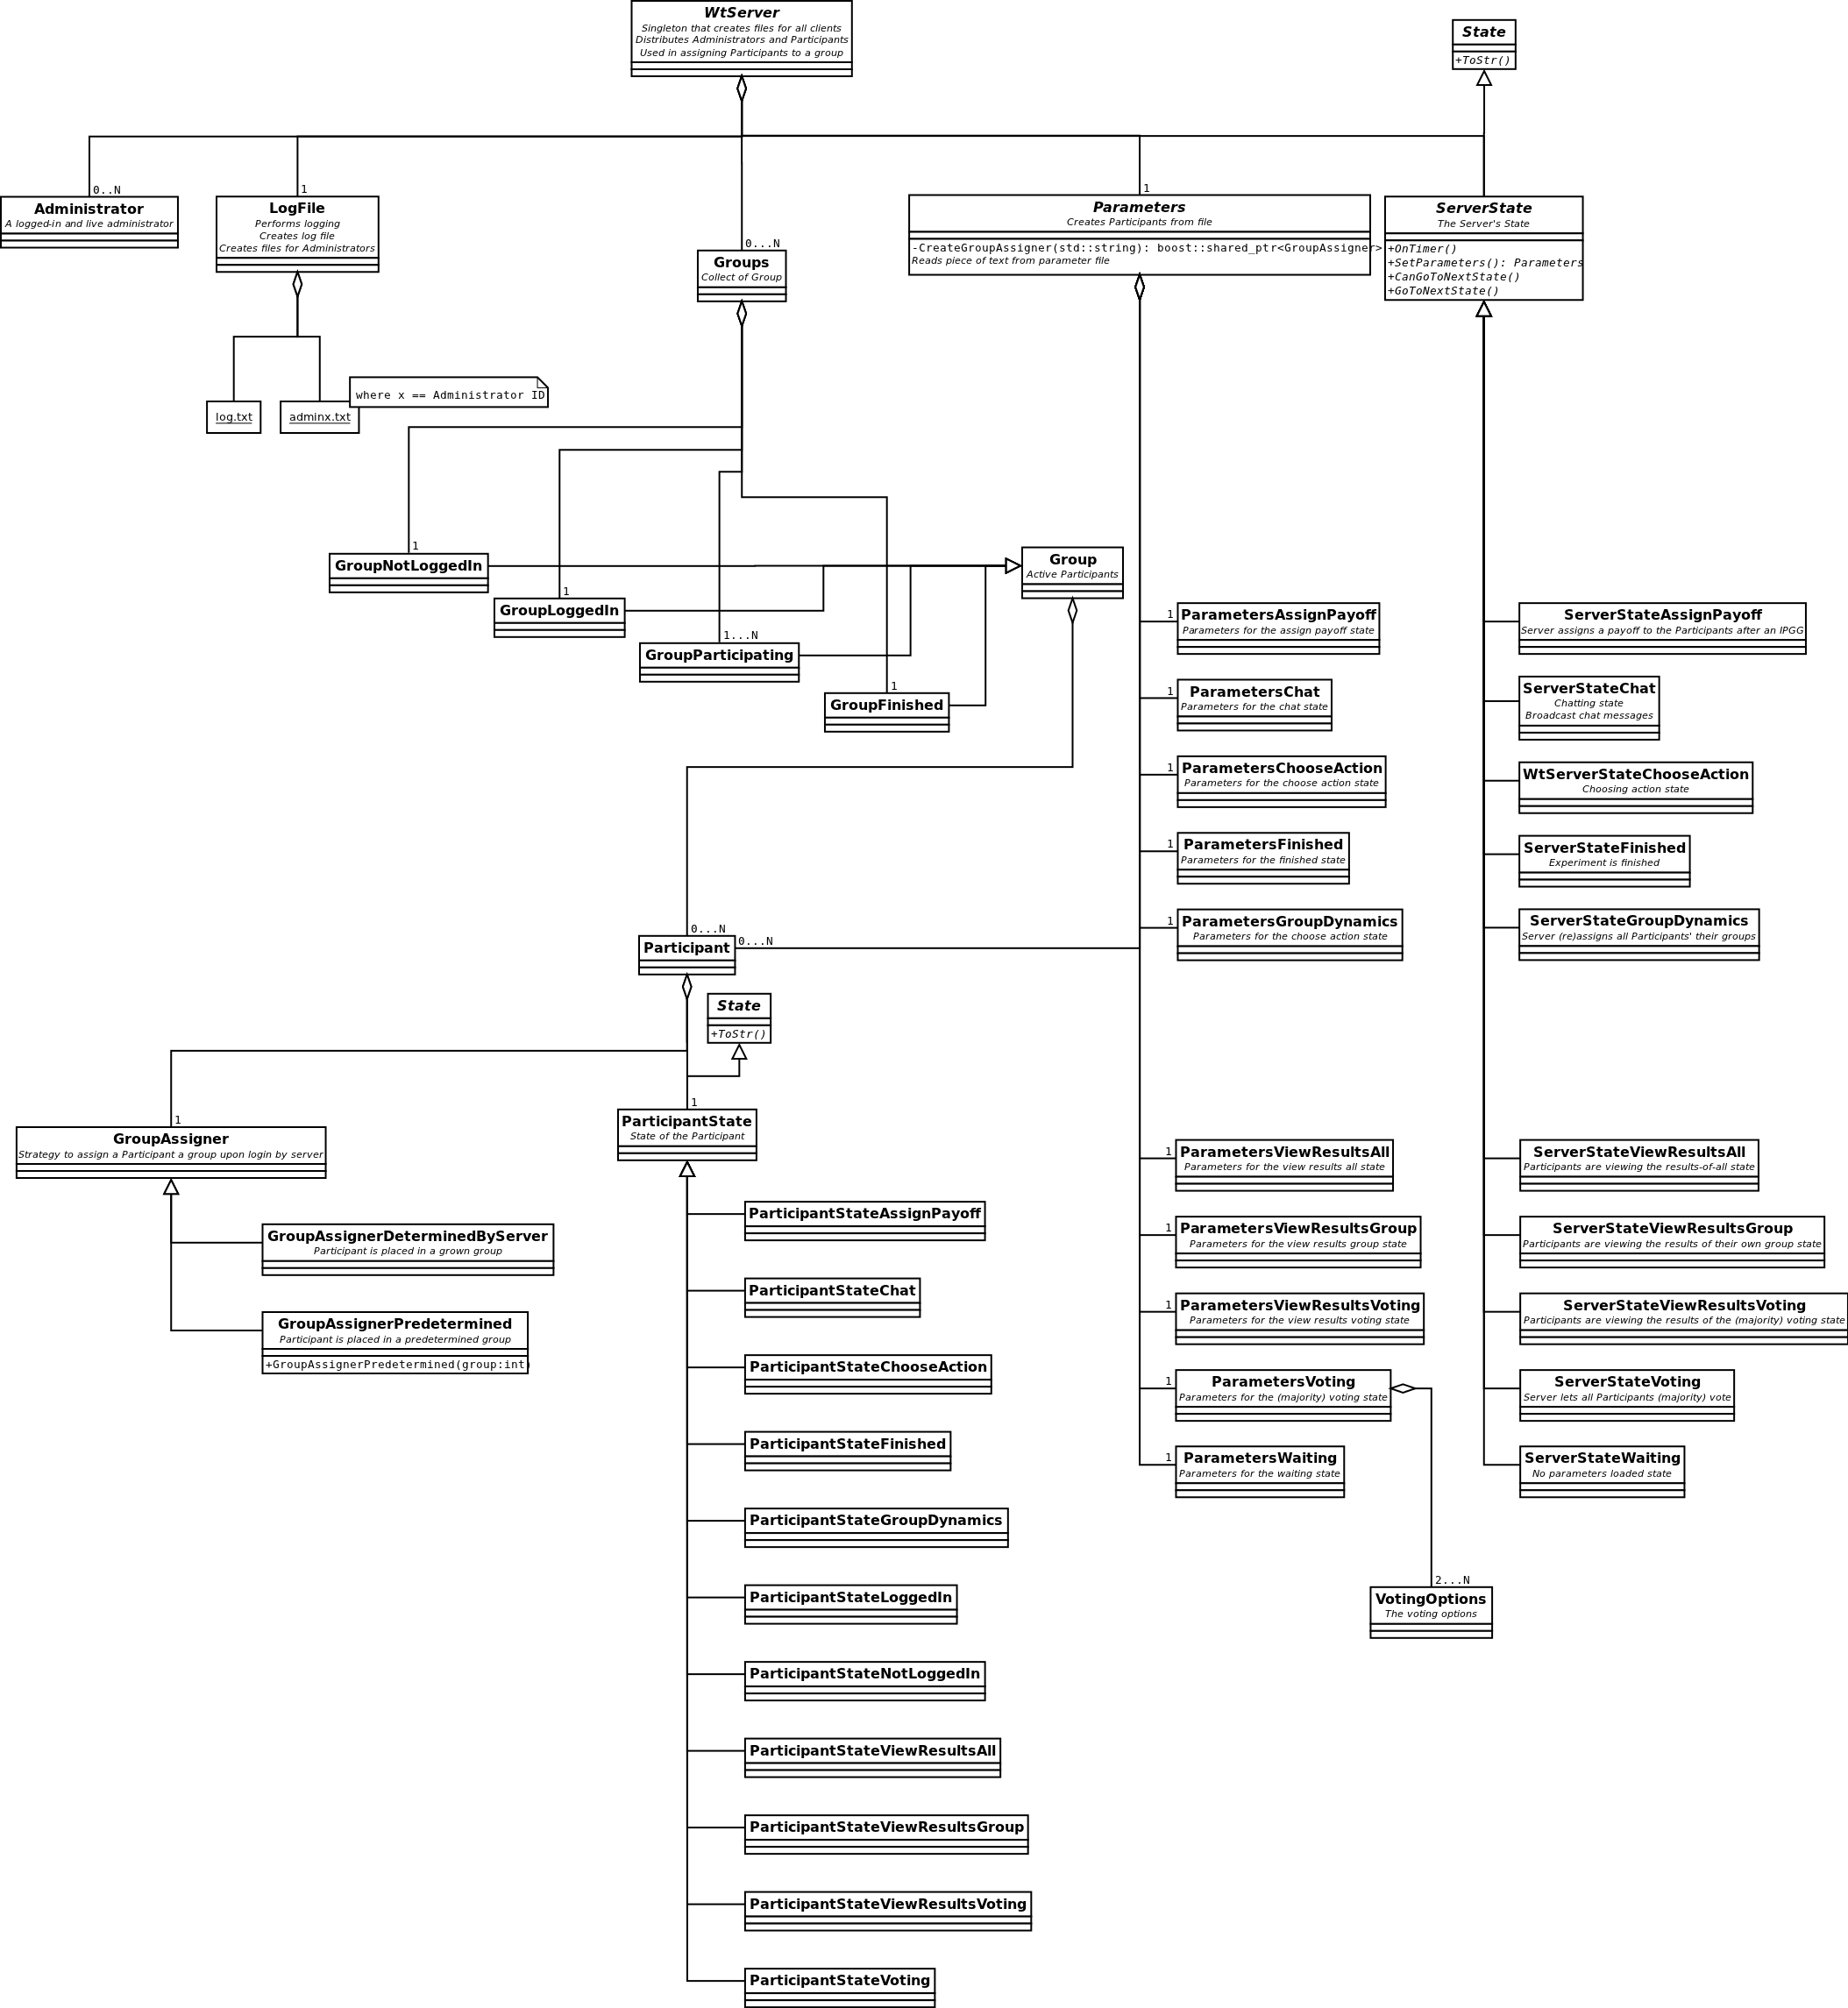 WtServer
Singleton that creates files for all clients
Distributes Administrators and Participants
Used in assigning Participants to a group
State
+ToStr()
0..N
Administrator
A logged-in and live administrator
1
LogFile
Performs logging
Creates log file
Creates files for Administrators
0...N
Groups
Collect of Group
1
Parameters
Creates Participants from file
-CreateGroupAssigner(std::string): boost::shared_ptr<GroupAssigner>
Reads piece of text from parameter file
ServerState
The Server's State
+OnTimer()
+SetParameters(): Parameters
+CanGoToNextState()
+GoToNextState()
log.txt
adminx.txt
where x == Administrator ID
1
GroupNotLoggedIn
1
GroupLoggedIn
1...N
GroupParticipating
1
GroupFinished
Group
Active Participants
1
ParametersAssignPayoff
Parameters for the assign payoff state
1
ParametersChat
Parameters for the chat state
1
ParametersChooseAction
Parameters for the choose action state
1
ParametersFinished
Parameters for the finished state
1
ParametersGroupDynamics
Parameters for the choose action state
ServerStateAssignPayoff
Server assigns a payoff to the Participants after an IPGG
ServerStateChat
Chatting state
Broadcast chat messages
WtServerStateChooseAction
Choosing action state
ServerStateFinished
Experiment is finished
ServerStateGroupDynamics
Server (re)assigns all Participants' their groups
0...N
Participant
0...N
State
+ToStr()
1
GroupAssigner
Strategy to assign a Participant a group upon login by server
1
ParticipantState
State of the Participant
GroupAssignerDeterminedByServer
Participant is placed in a grown group
GroupAssignerPredetermined
Participant is placed in a predetermined group
+GroupAssignerPredetermined(group:int)
ParticipantStateAssignPayoff
ParticipantStateChat
ParticipantStateChooseAction
ParticipantStateFinished
ParticipantStateGroupDynamics
ParticipantStateLoggedIn
ParticipantStateNotLoggedIn
ParticipantStateViewResultsAll
ParticipantStateViewResultsGroup
ParticipantStateViewResultsVoting
ParticipantStateVoting
1
ParametersViewResultsAll
Parameters for the view results all state
1
ParametersViewResultsGroup
Parameters for the view results group state
1
ParametersViewResultsVoting
Parameters for the view results voting state
1
ParametersVoting
Parameters for the (majority) voting state
1
ParametersWaiting
Parameters for the waiting state
ServerStateViewResultsAll
Participants are viewing the results-of-all state
ServerStateViewResultsGroup
Participants are viewing the results of their own group state
ServerStateViewResultsVoting
Participants are viewing the results of the (majority) voting state
ServerStateVoting
Server lets all Participants (majority) vote
ServerStateWaiting
No parameters loaded state
2...N
VotingOptions
The voting options